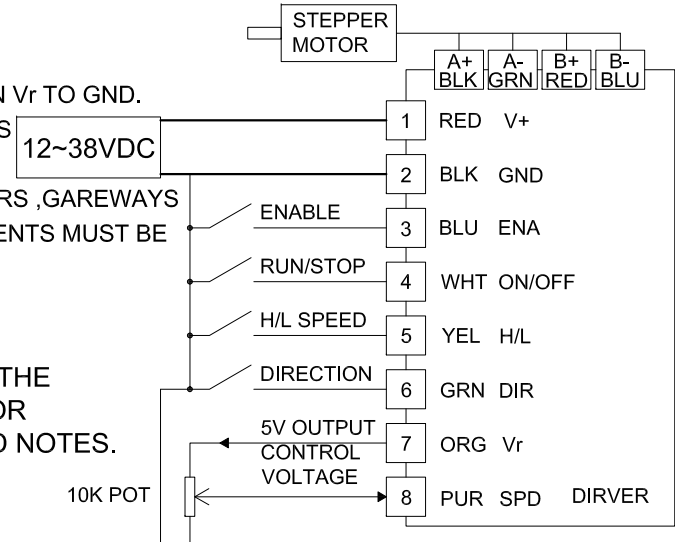 STEPPER
MOTOR
A+ A- B+ B-
BLK GRN RED BLU
N Vr TO GND.
S
12~38VDC
1 RED V+
2 BLK GND
RS ,GAREWAYS
ENTS MUST BE
ENABLE
3 BLU ENA
RUN/STOP
4 WHT ON/OFF
H/L SPEED
5 YEL H/L
THE
OR
O NOTES.
DIRECTION
6 GRN DIR
5V OUTPUT
7 ORG Vr
CONTROL
VOLTAGE
10K POT
8 PUR SPD DIRVER